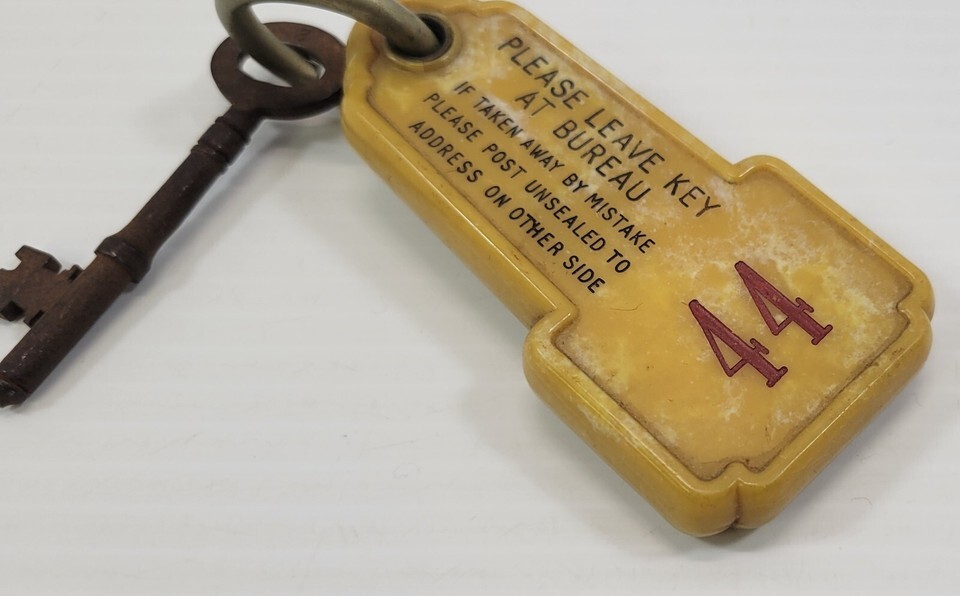 PLEASE LEAVE KEY
AT BUREAU
IF TAKEN AWAY BY MISTAKE
PLEASE POST UNSEALED TO
ADDRESS ON OTHER SIDE
44